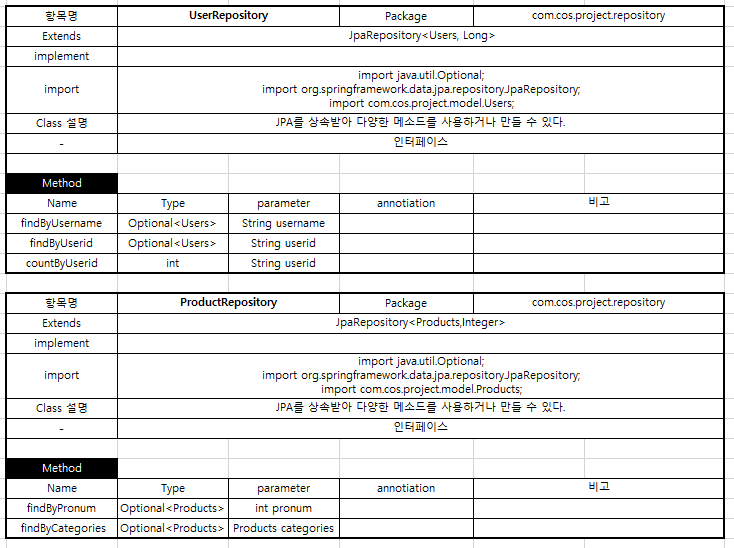 항목명 UserRepository Package com.cos.project.repository
Extends JpaRepository<Users, Long>
implement
import import java.util.Optional;
import org.springframework.data.jpa.repository.JpaRepository;
import com.cos.project.model.Users;
Class 설명 JPA를 상속받아 다양한 메소드를 사용하거나 만들 수 있다.
- 인터페이스
Method
Name Type parameter annotiation 비고
findByUsername Optional<Users> String username
findByUserid Optional<Users> String userid
countByUserid int String userid
항목명 ProductRepository Package com.cos.project.repository
Extends JpaRepository<Products,Integer>
implement
import import java.util.Optional;
import org.springframework.data.jpa.repository.JpaRepository;
import com.cos.project.model.Products;
Class 설명 JPA를 상속받아 다양한 메소드를 사용하거나 만들 수 있다.
- 인터페이스
Method
Name Type parameter annotiation 비고
findByPronum Optional<Products> int pronum
findByCategories Optional<Products> Products categories